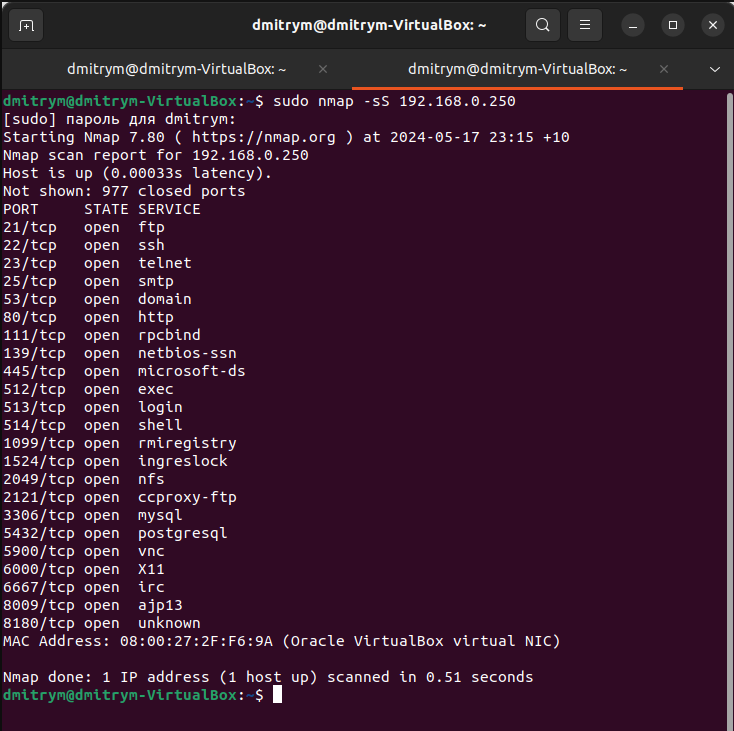 dmitrym@dmitrym-VirtualBox: ~
dmitrym@dmitrym-VirtualBox: ~ dmitrym@dmitrym-VirtualBox: ~
dmitrym@dmitrym-VirtualBox:~$ sudo nmap -sS 192.168.0.250
[sudo] пароль для dmitrym:
Starting Nmap 7.80 ( https://nmap.org ) at 2024-05-17 23:15 +10
Nmap scan report for 192.168.0.250
Host is up (0.00033s latency).
Not shown: 977 closed ports
PORT     STATE SERVICE
21/tcp   open  ftp
22/tcp   open  ssh
23/tcp   open  telnet
25/tcp   open  smtp
53/tcp   open  domain
80/tcp   open  http
111/tcp  open  rpcbind
139/tcp  open  netbios-ssn
445/tcp  open  microsoft-ds
512/tcp  open  exec
513/tcp  open  login
514/tcp  open  shell
1099/tcp open  rmiregistry
1524/tcp open  ingreslock
2049/tcp open  nfs
2121/tcp open  ccproxy-ftp
3306/tcp open  mysql
5432/tcp open  postgresql
5900/tcp open  vnc
6000/tcp open  X11
6667/tcp open  irc
8009/tcp open  ajp13
8180/tcp open  unknown
MAC Address: 08:00:27:2F:F6:9A (Oracle VirtualBox virtual NIC)
Nmap done: 1 IP address (1 host up) scanned in 0.51 seconds
dmitrym@dmitrym-VirtualBox:~$